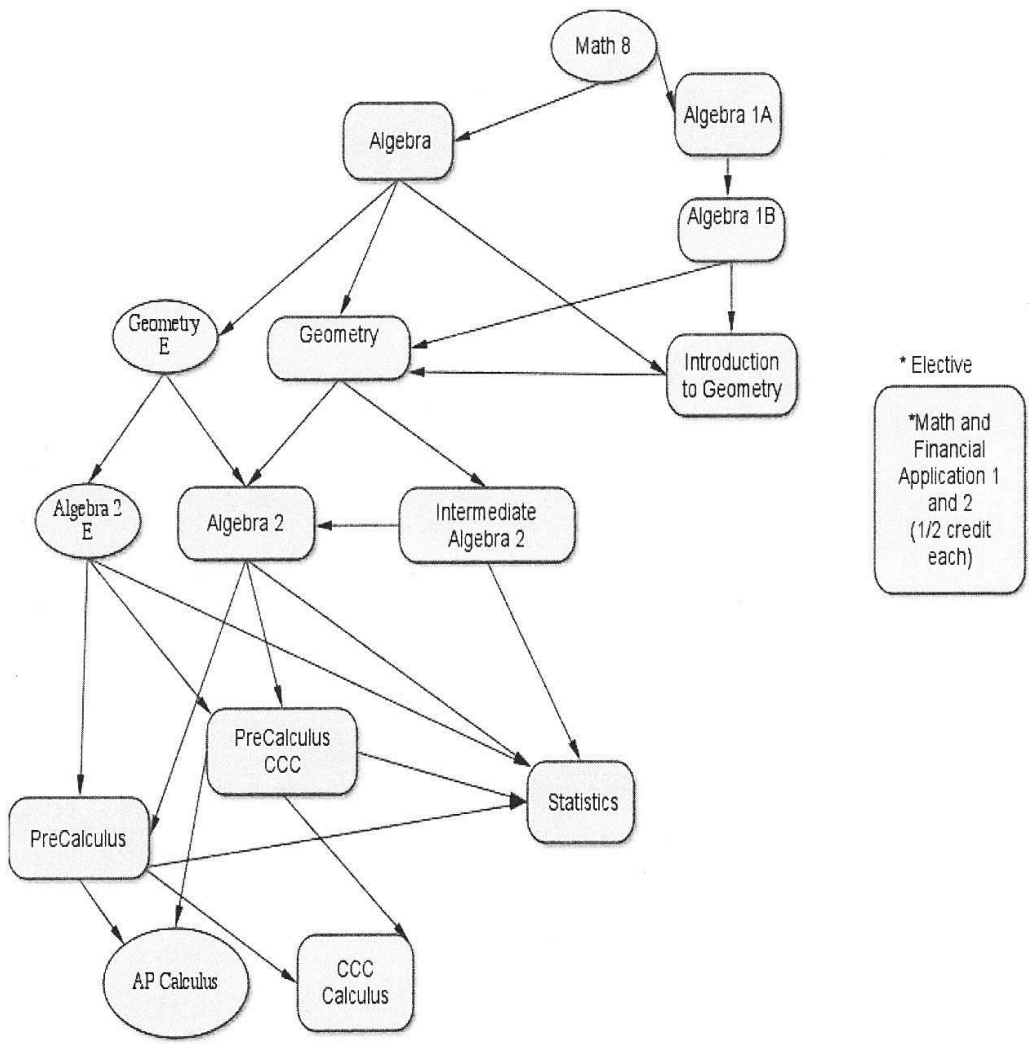 Math 8
Algebra 1A
Algebra
Algebra 1B
Geometry
E
Geometry
Introduction
to Geometry
* Elective
*Math and
Financial
Application 1
and 2
(1/2 credit
each)
Algebra 2
E
Algebra 2
Intermediate
Algebra 2
PreCalculus
CCC
Statistics
PreCalculus
AP Calculus
CCC
Calculus